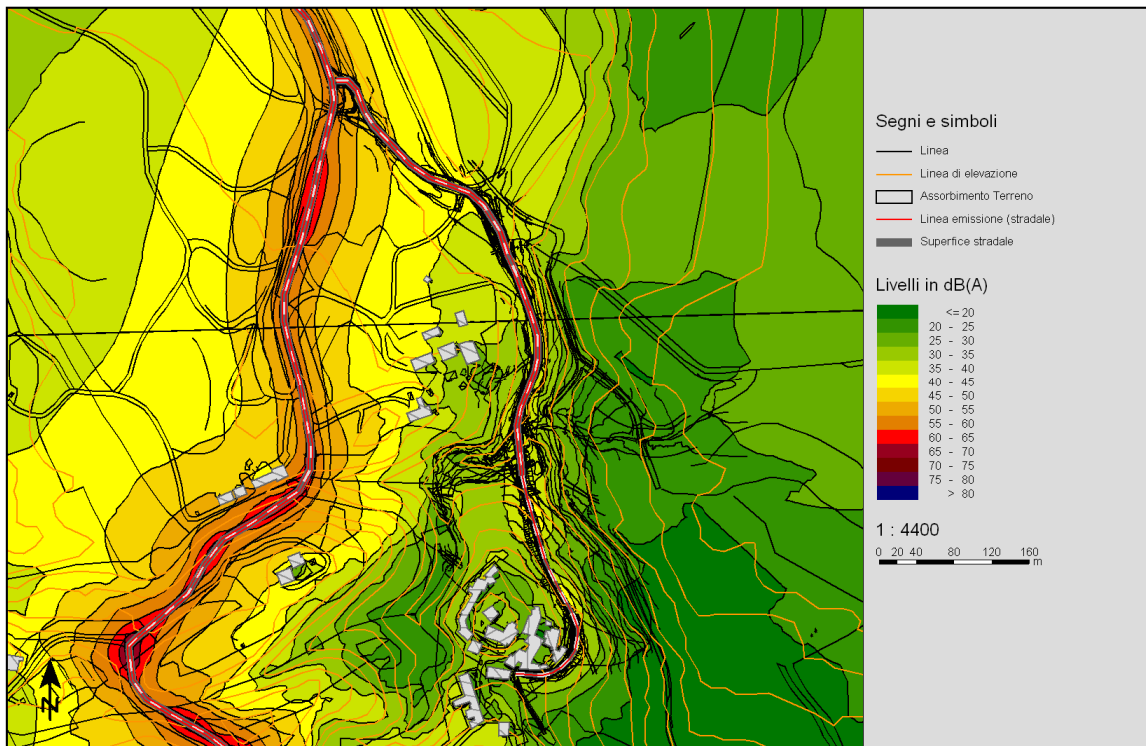 Segni e simboli
Linea
Linea di elevazione
Assorbimento Terreno
Linea emissione (stradale)
Superfice stradale
Livelli in dB(A)
<= 20
20 - 25
25 - 30
30 - 35
35 - 40
40 - 45
45 - 50
50 - 55
55 - 60
60 - 65
65 - 70
70 - 75
75 - 80
> 80
1 : 4400
0 20 40 80 120 160
m
N